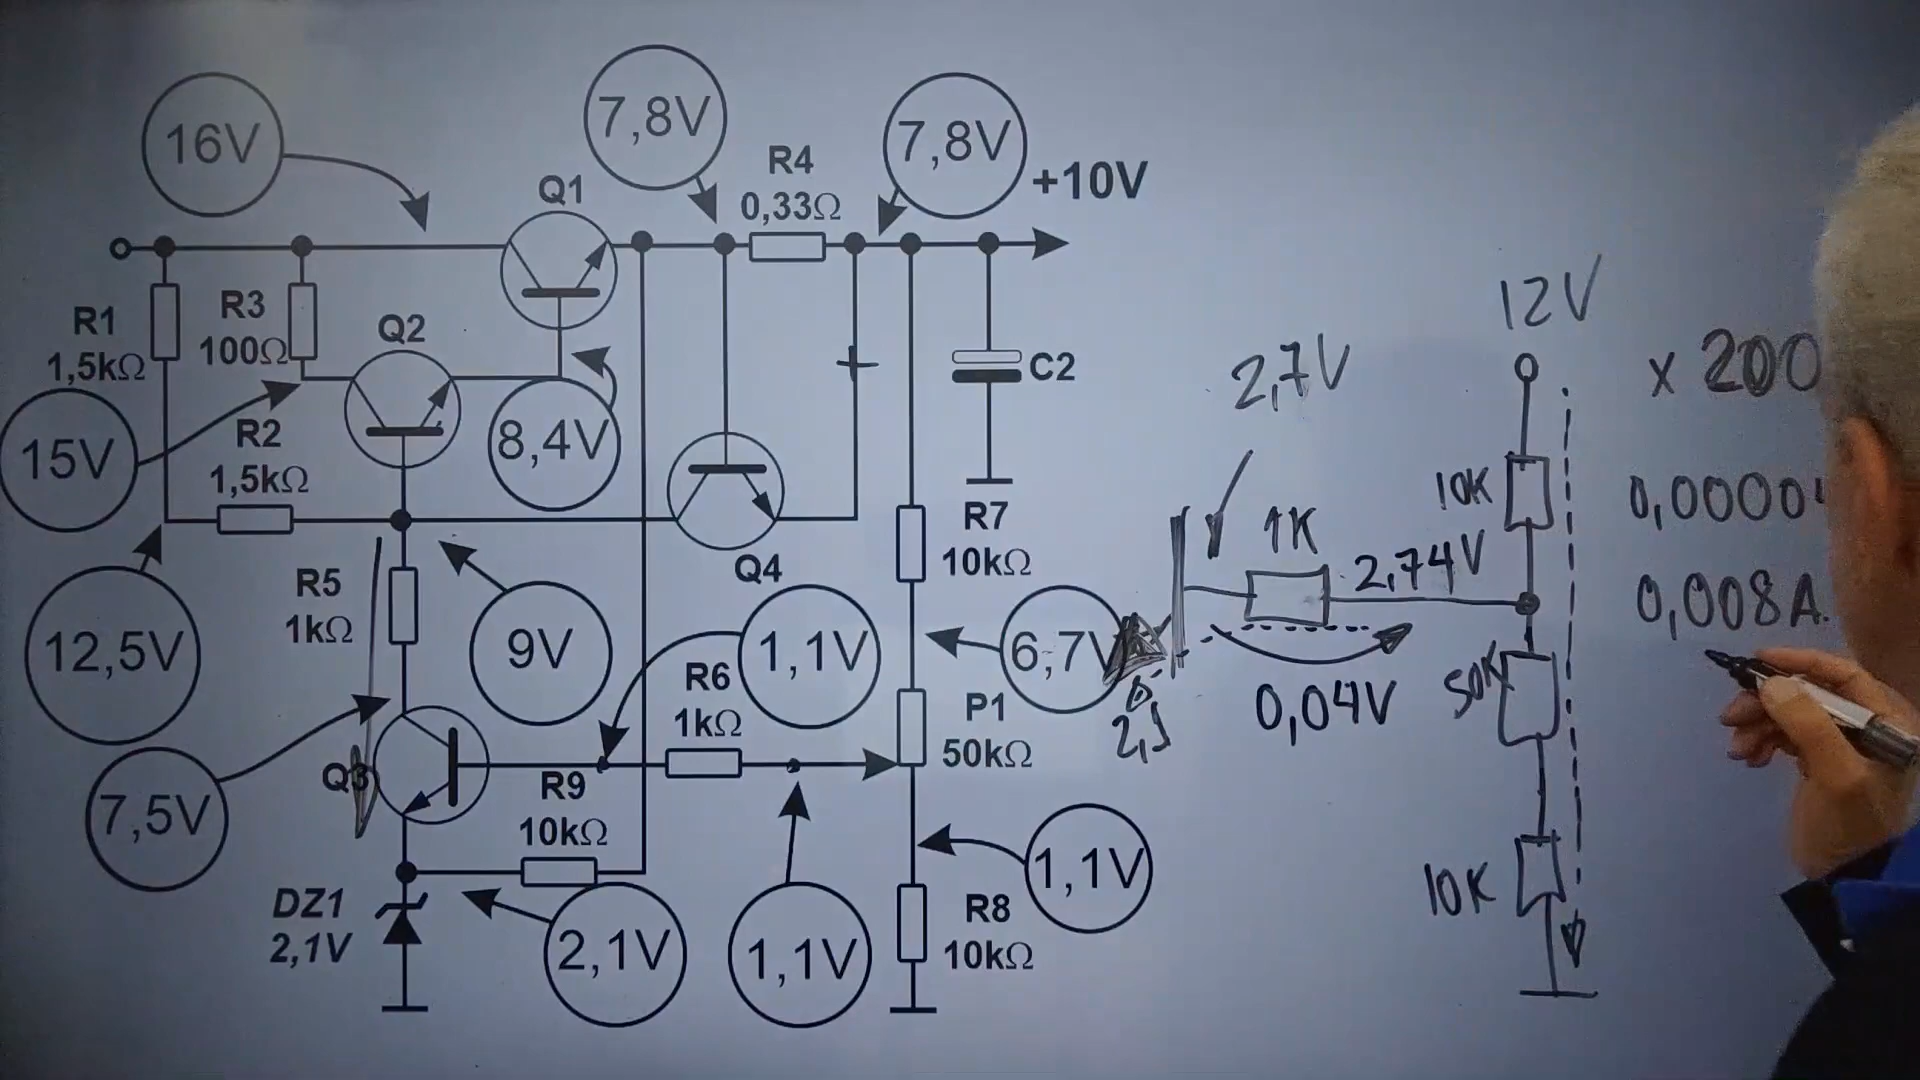 16V
7,8V
7,8V
R4
0,33Ω
+10V
Q1
R1
1,5kΩ
R3
100Ω
Q2
15V
R2
1,5kΩ
8,4V
C2
12V
x 200
2,7V
10K
0,0000
Q4
R7
10kΩ
1K
2,74V
R5
1kΩ
12,5V
9V
1,1V
6,7V
0,008A
50K
R6
1kΩ
P1
50kΩ
0,04V
7,5V
Q3
R9
10kΩ
1,1V
10K
DZ1
2,1V
2,1V
1,1V
R8
10kΩ